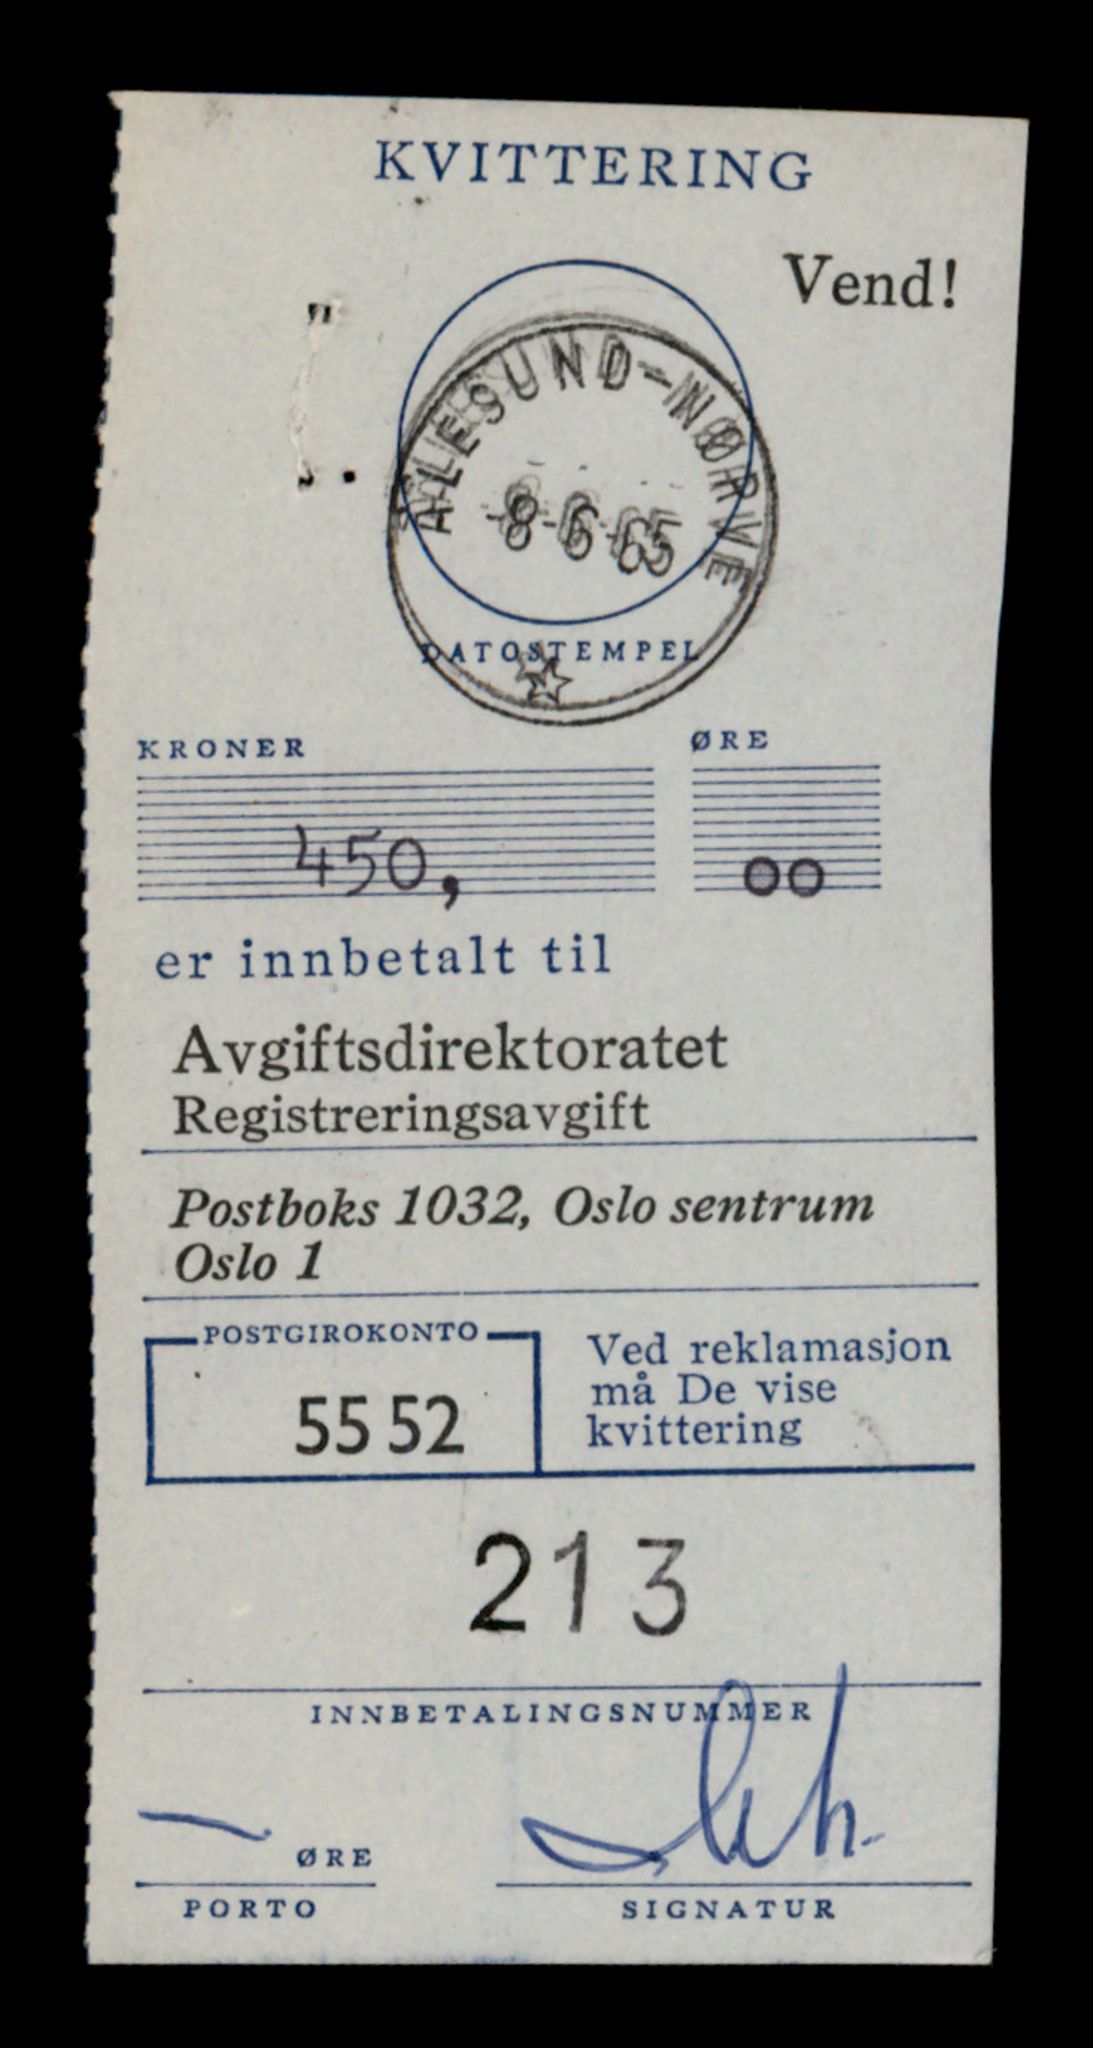 KVITTERING
Vend!
ÅLESUND-NØRVE
-8-6-65
DATOSTEMPEL
KRONER
ØRE
450,
00
er innbetalt til
Avgiftsdirektoratet
Registreringsavgift
Postboks 1032, Oslo sentrum
Oslo 1
POSTGIROKONTO
55 52
Ved reklamasjon
må De vise
kvittering
213
INNBETALINGSNUMMER
ØRE
PORTO
SIGNATUR